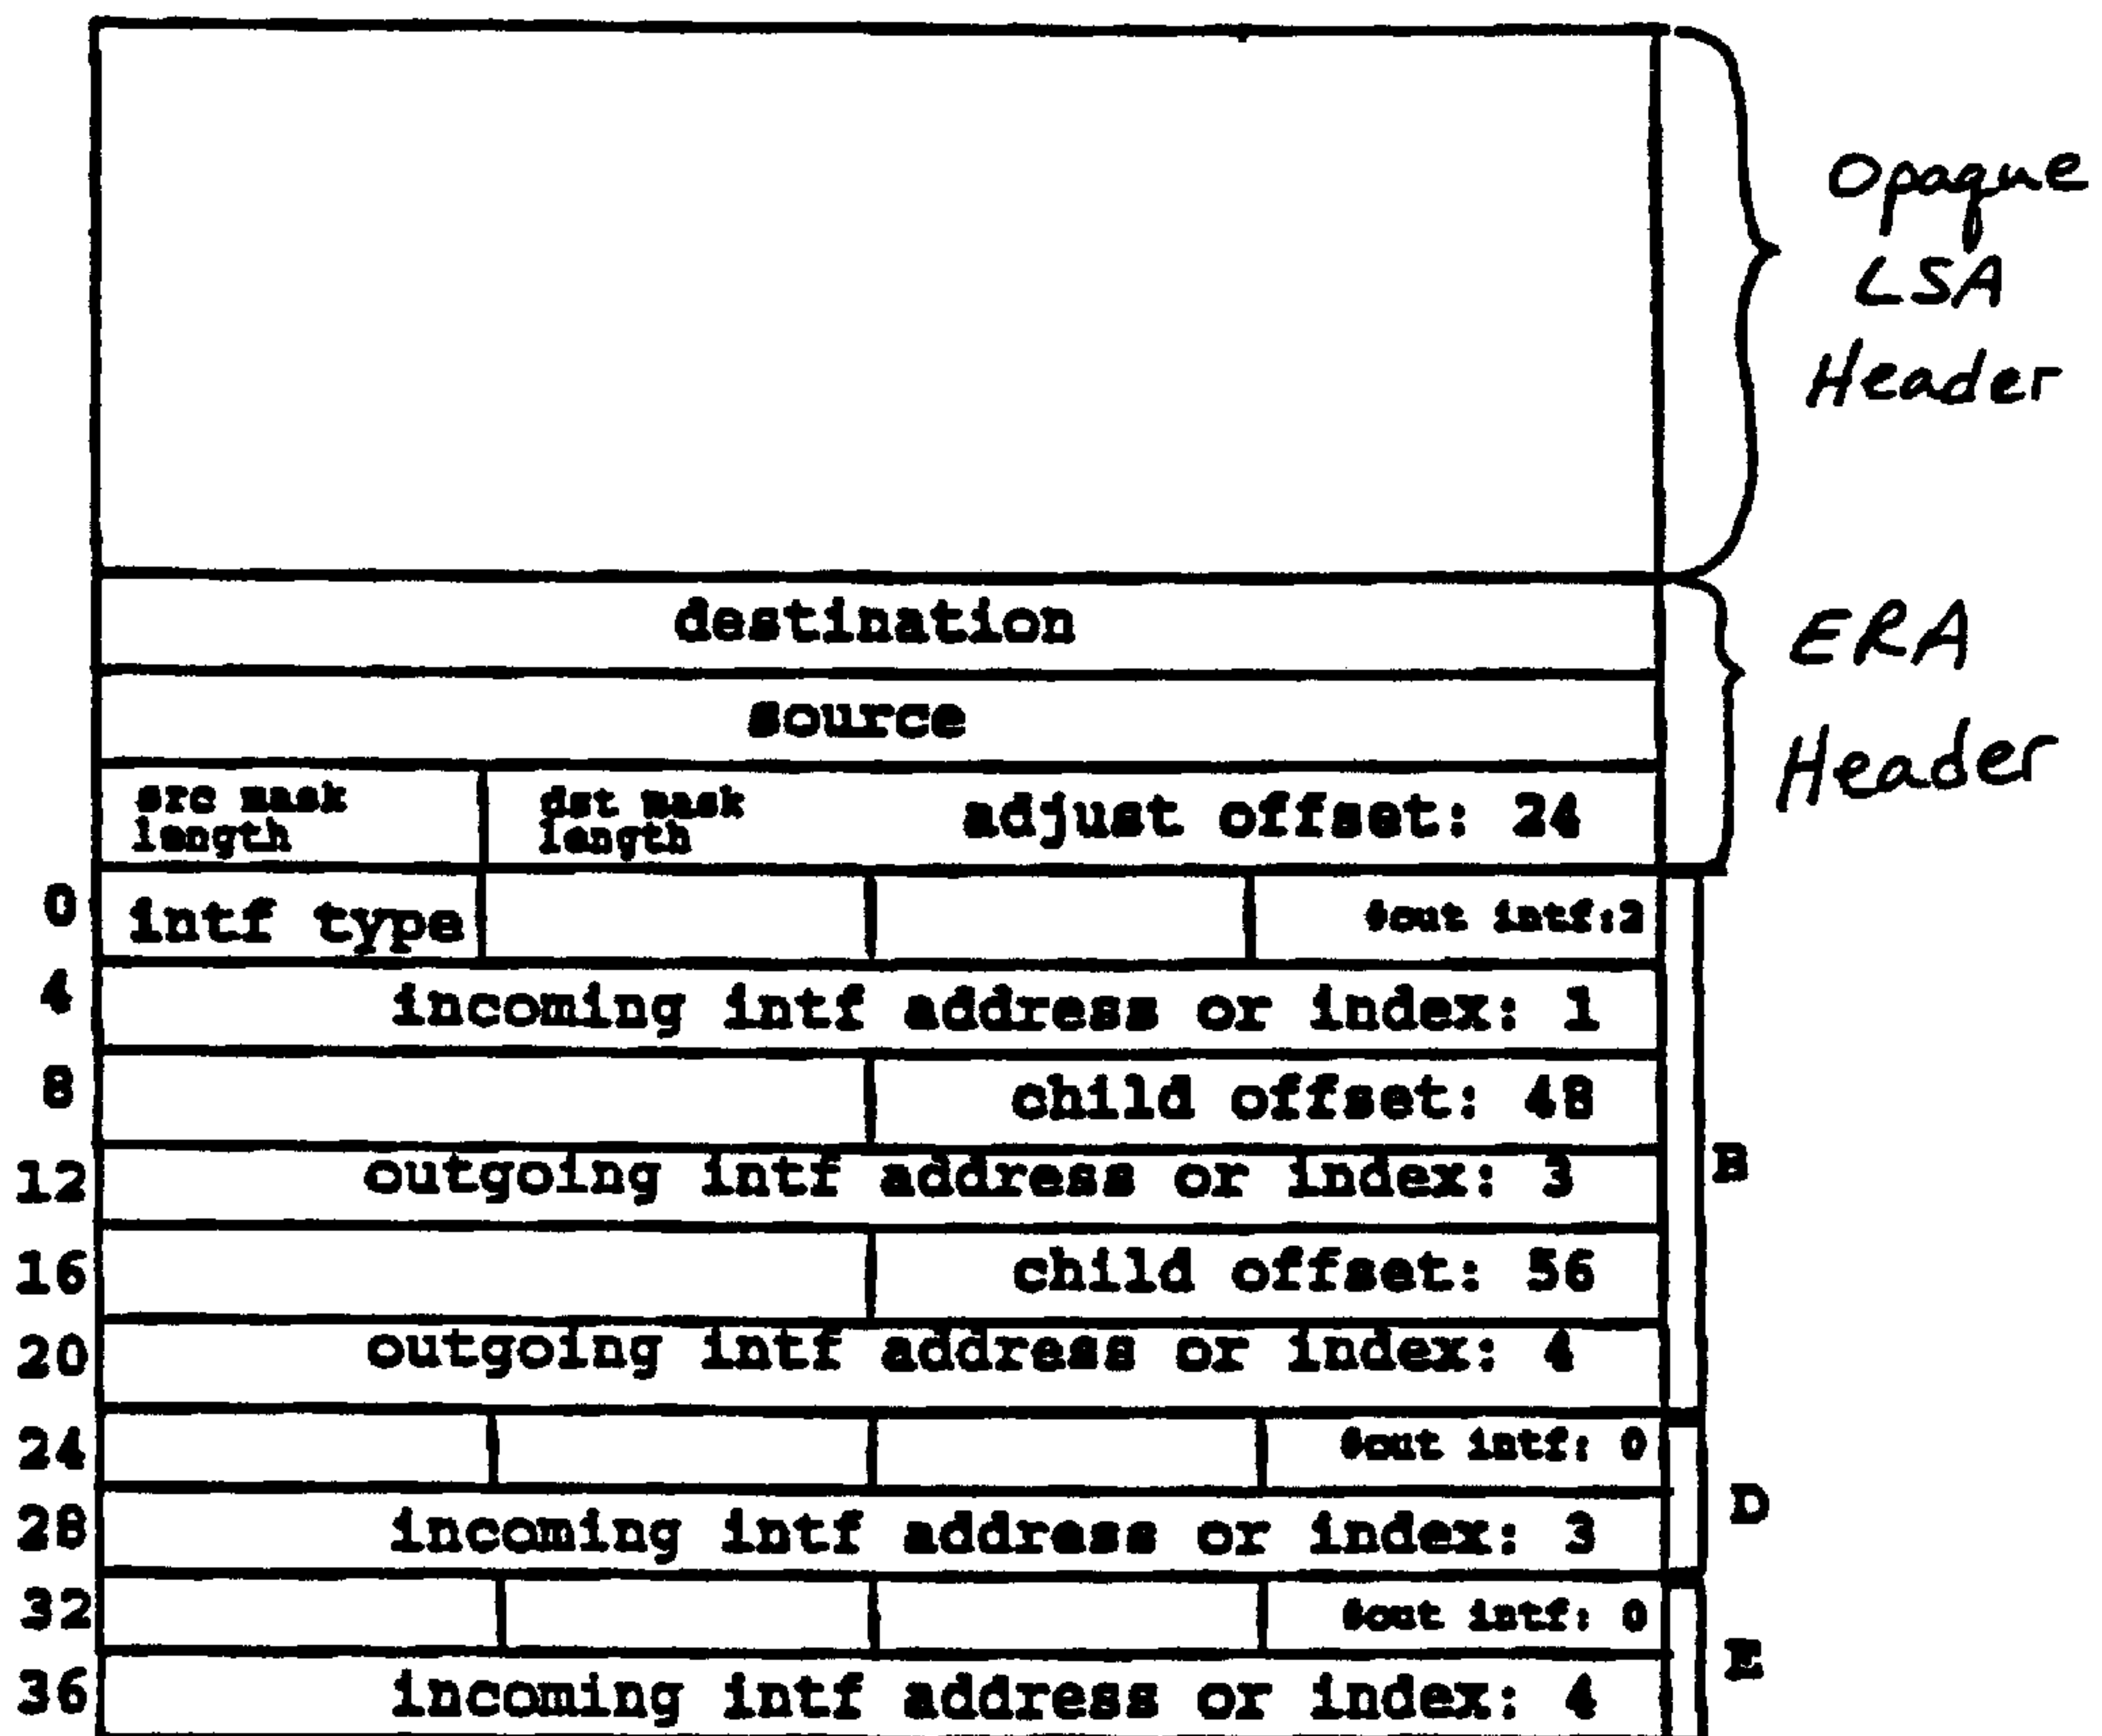 Opaque
LSA
Header
destination
source
ERA
Header
src mask
length
dst mask
length
adjust offset: 24
0
intf type
#out intf:2
4
incoming intf address or index: 1
8
child offset: 48
12
outgoing intf address or index: 3
B
16
child offset: 56
20
outgoing intf address or index: 4
24
#out intf: 0
28
incoming intf address or index: 3
D
32
#out intf: 0
36
incoming intf address or index: 4
E